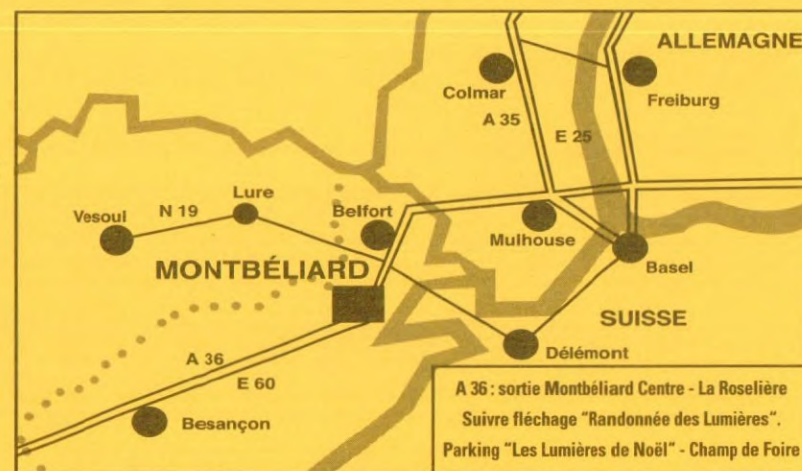 ALLEMAGNE
Colmar
Freiburg
A 35
E 25
Lure
Vesoul
N 19
Belfort
Mulhouse
Basel
MONTBÉLIARD
SUISSE
Délémont
A 36
E 60
Besançon
A 36 : sortie Montbéliard Centre - La Roselière
Suivre fléchage "Randonnée des Lumières".
Parking "Les Lumières de Noël" - Champ de Foire